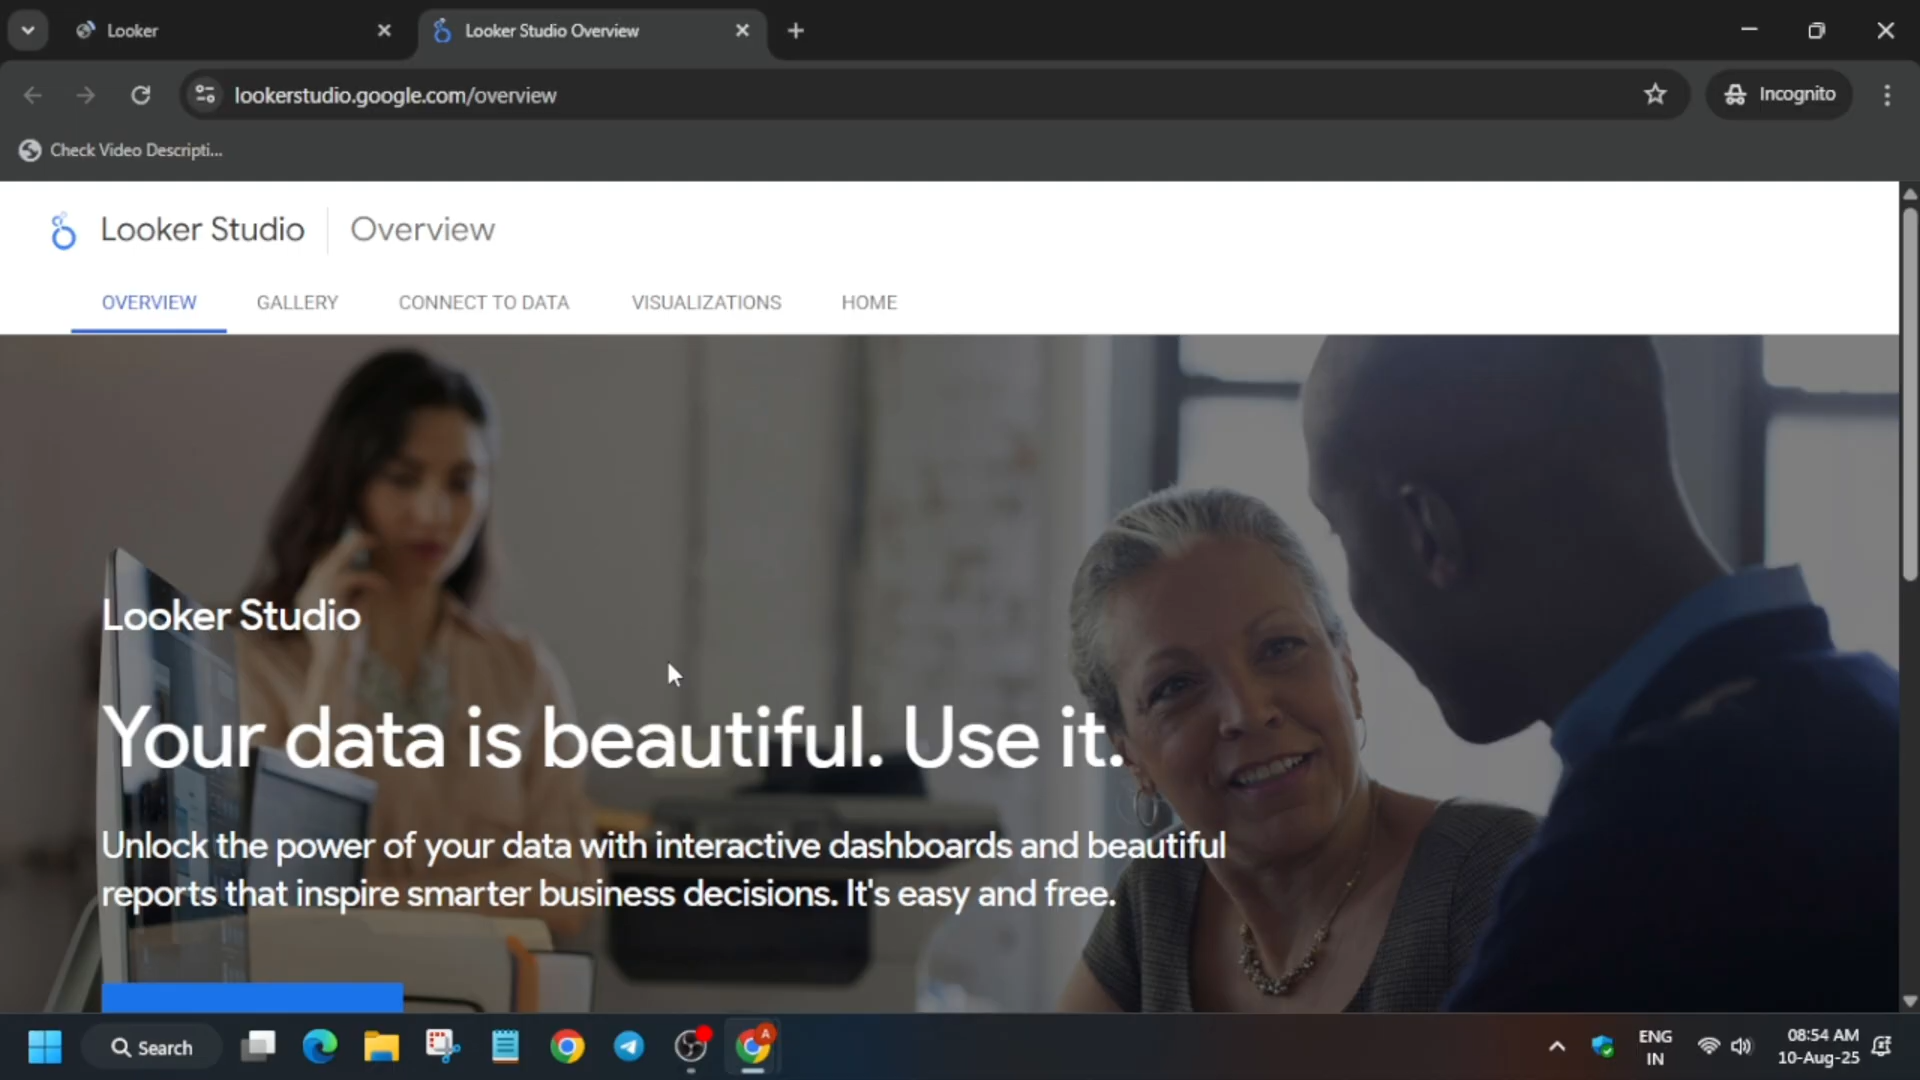 Looker
Looker Studio Overview
lookerstudio.google.com/overview
Incognito
Check Video Descripti...
Looker Studio
Overview
OVERVIEW
GALLERY
CONNECT TO DATA
VISUALIZATIONS
HOME
Looker Studio
Your data is beautiful. Use it.
Unlock the power of your data with interactive dashboards and beautiful
reports that inspire smarter business decisions. It's easy and free.
Search
A
ENG
IN
08:54 AM
10-Aug-25